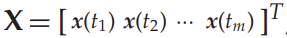 X = [ x(t₁) x(t₂) ⋯ x(tₘ) ]ᵀ.